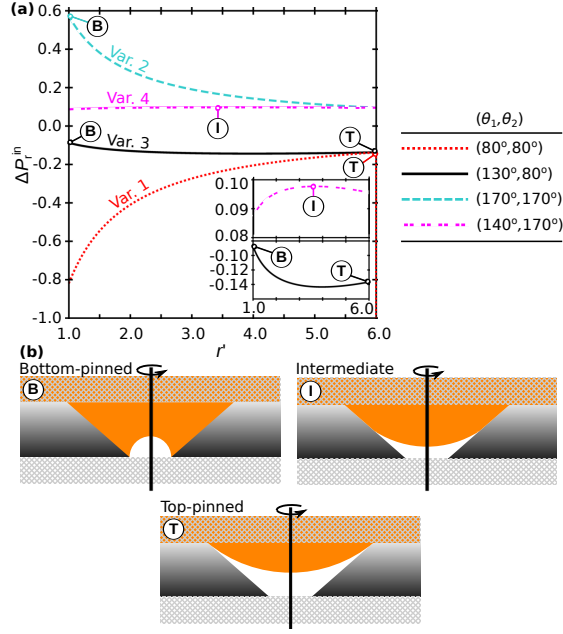 (a)
ΔP^in
0.6
0.4
0.2
0.0
-0.2
-0.4
-0.6
-0.8
-1.0
B
Var. 2
Var. 4
I
B
Var. 3
T
T
Var. 1
0.10
0.09
0.08
I
-0.10
-0.12
-0.14
B
T
1.0
6.0
1.0
2.0
3.0
4.0
5.0
6.0
r'
(θ₁,θ₂)
(80°,80°)
(130°,80°)
(170°,170°)
(140°,170°)
(b)
Bottom-pinned
B
Intermediate
I
Top-pinned
T